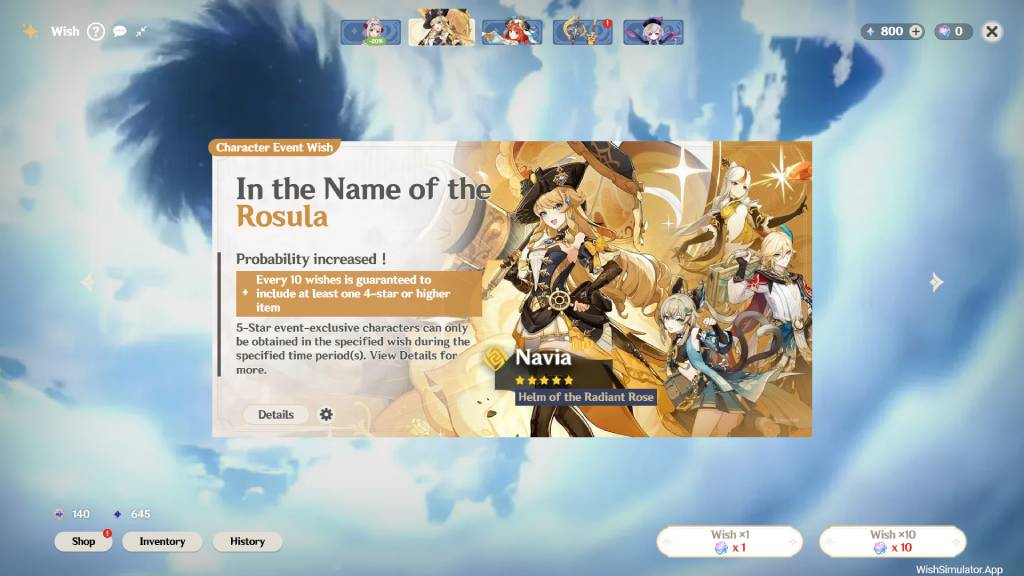 Wish ?
-20%
!
800 +
0
Character Event Wish
In the Name of the
Rosula
Probability increased !
Every 10 wishes is guaranteed to
include at least one 4-star or higher
item
5-Star event-exclusive characters can only
be obtained in the specified wish during the
specified time period(s). View Details for
more.
Details
Navia
Helm of the Radiant Rose
140
645
Shop !
Inventory
History
Wish ×1
x 1
Wish ×10
x 10
WishSimulator.App